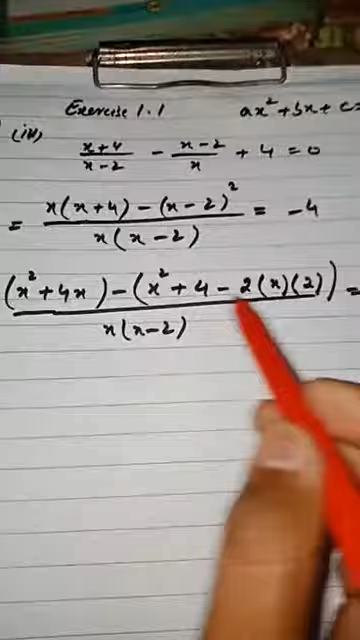 Exercise 1.1 ax² + bx + c =
(iv)
(x+4)/(x-2) - (x-2)/x + 4 = 0
= (x(x+4) - (x-2)²)/(x(x-2)) = -4
((x² + 4x) - (x² + 4 - 2(x)(2)))/(x(x-2)) =